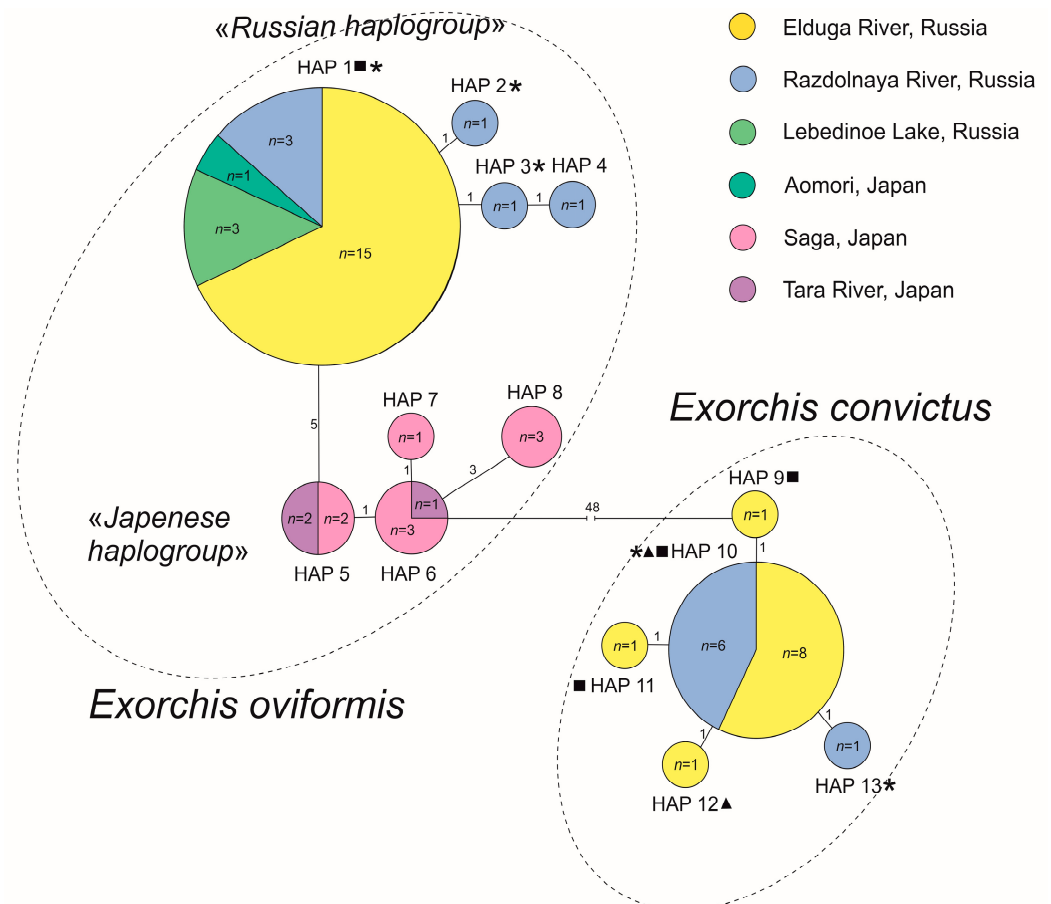 «Russian haplogroup»
HAP 1■*
HAP 2*
HAP 3* HAP 4
n=3
n=1
n=3
n=15
1
n=1
1
n=1
1
n=1
Elduga River, Russia
Razdolnaya River, Russia
Lebedinoe Lake, Russia
Aomori, Japan
Saga, Japan
Tara River, Japan
5
HAP 7
HAP 8
n=1
n=3
1
3
«Japenese
haplogroup»
n=2
n=2
1
n=1
n=3
HAP 5
HAP 6
48
Exorchis oviformis
Exorchis convictus
HAP 9■
n=1
1
*▲■HAP 10
n=6
n=8
n=1
1
■ HAP 11
1
n=1
HAP 12▲
1
n=1
HAP 13*